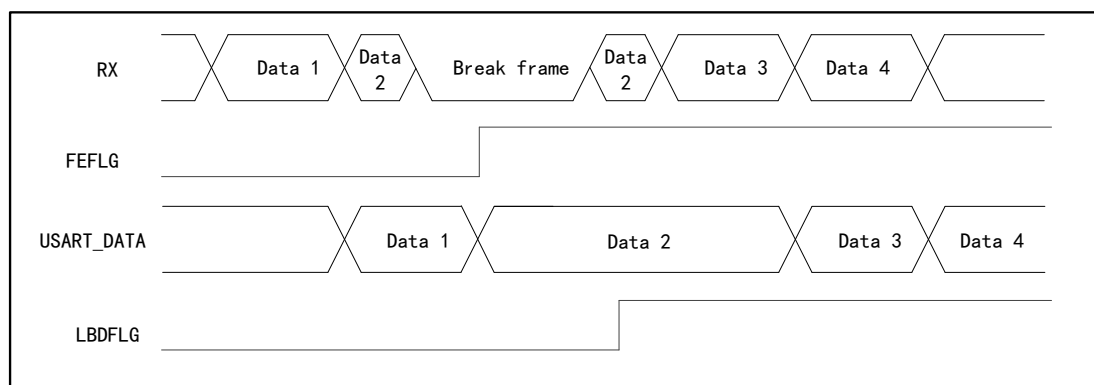 RX
Data 1
Data
2
Break frame
Data
2
Data 3
Data 4
FEFLG
USART_DATA
Data 1
Data 2
Data 3
Data 4
LBDFLG